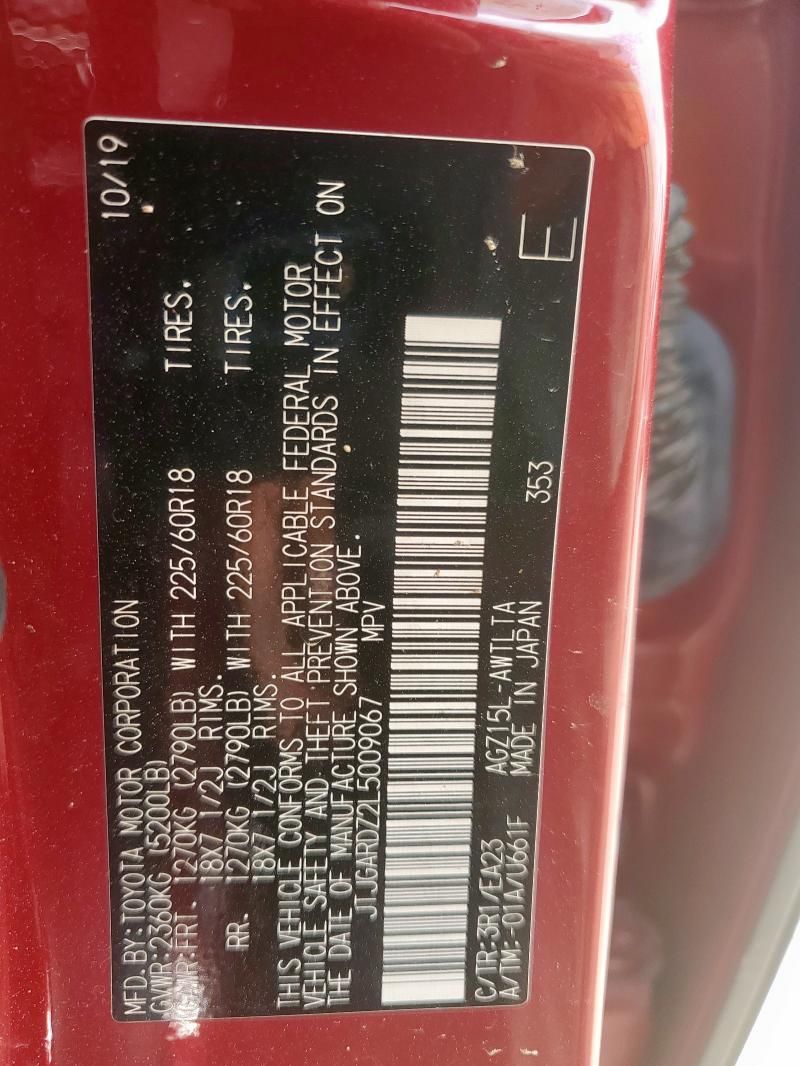 MFD. BY:TOYOTA MOTOR CORPORATION 10/19
GVWR:2360KG (5200LB)
GAWR:FRT. 1270KG (2790LB) WITH 225/60R18 TIRES.
18X7 1/2J RIMS.
RR. 1270KG (2790LB) WITH 225/60R18 TIRES.
18X7 1/2J RIMS.
THIS VEHICLE CONFORMS TO ALL APPLICABLE FEDERAL MOTOR
VEHICLE SAFETY AND THEFT PREVENTION STANDARDS IN EFFECT ON
THE DATE OF MANUFACTURE SHOWN ABOVE.
JTJGARDZ2L5009067 MPV
C/TR:3R1/EA23 AGZ15L-AWTLTA
A/TM:-01A/U661F MADE IN JAPAN 353 E